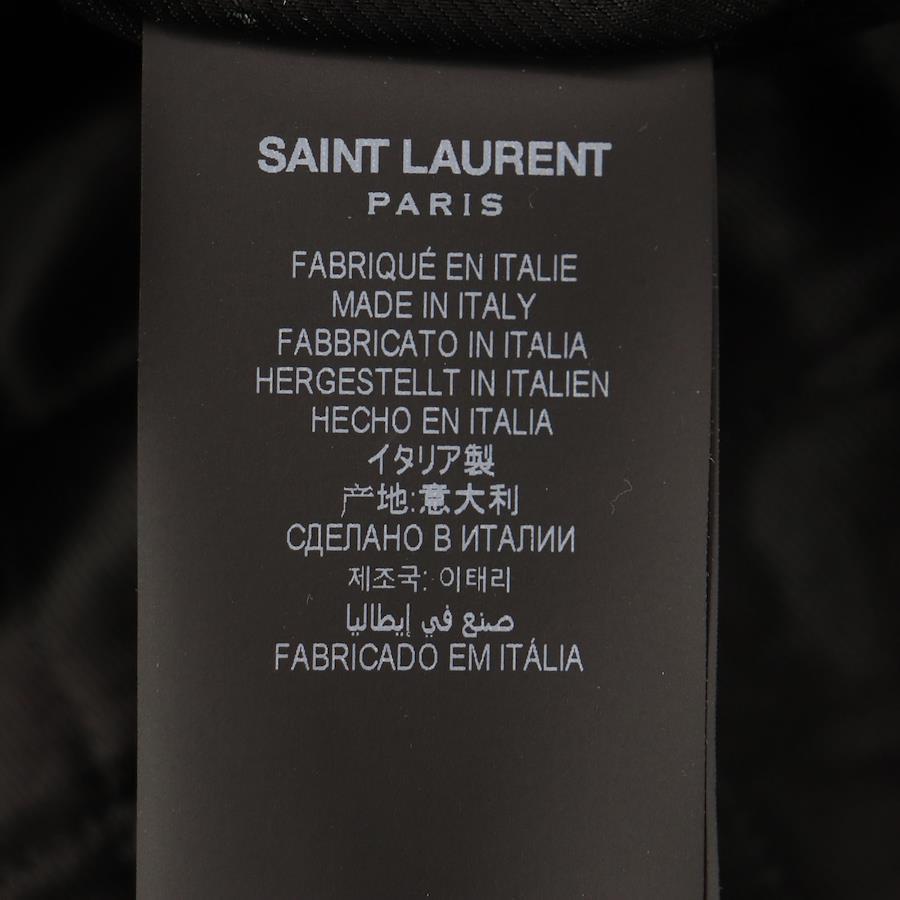 SAINT LAURENT
PARIS
FABRIQUÉ EN ITALIE
MADE IN ITALY
FABBRICATO IN ITALIA
HERGESTELLT IN ITALIEN
HECHO EN ITALIA
イタリア製
产地:意大利
СДЕЛАНО В ИТАЛИИ
제조국: 이태리
صنع في إيطاليا
FABRICADO EM ITÁLIA